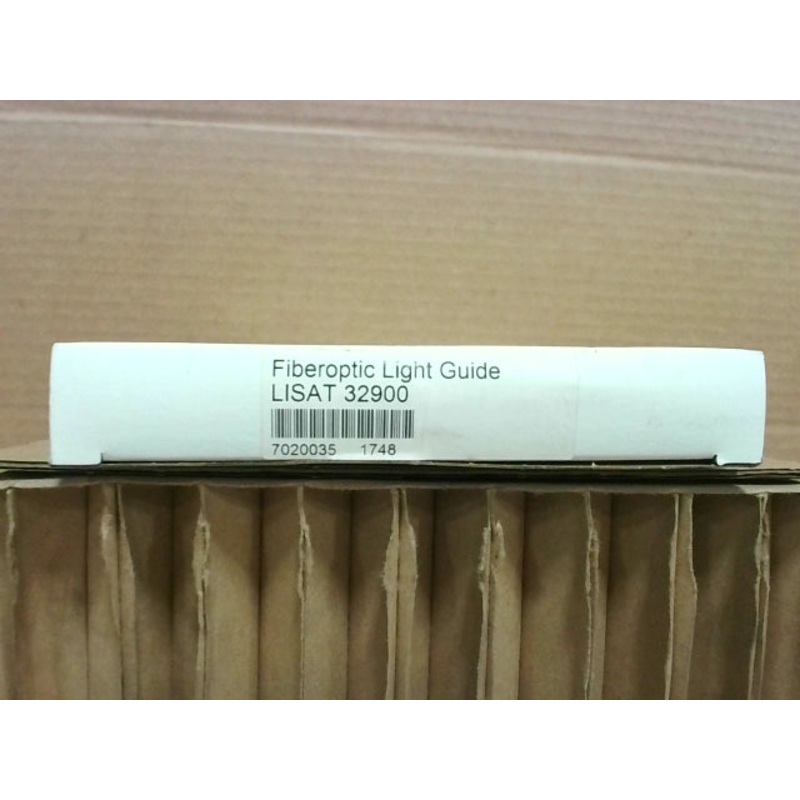 Fiberoptic Light Guide
LISAT 32900
7020035 1748